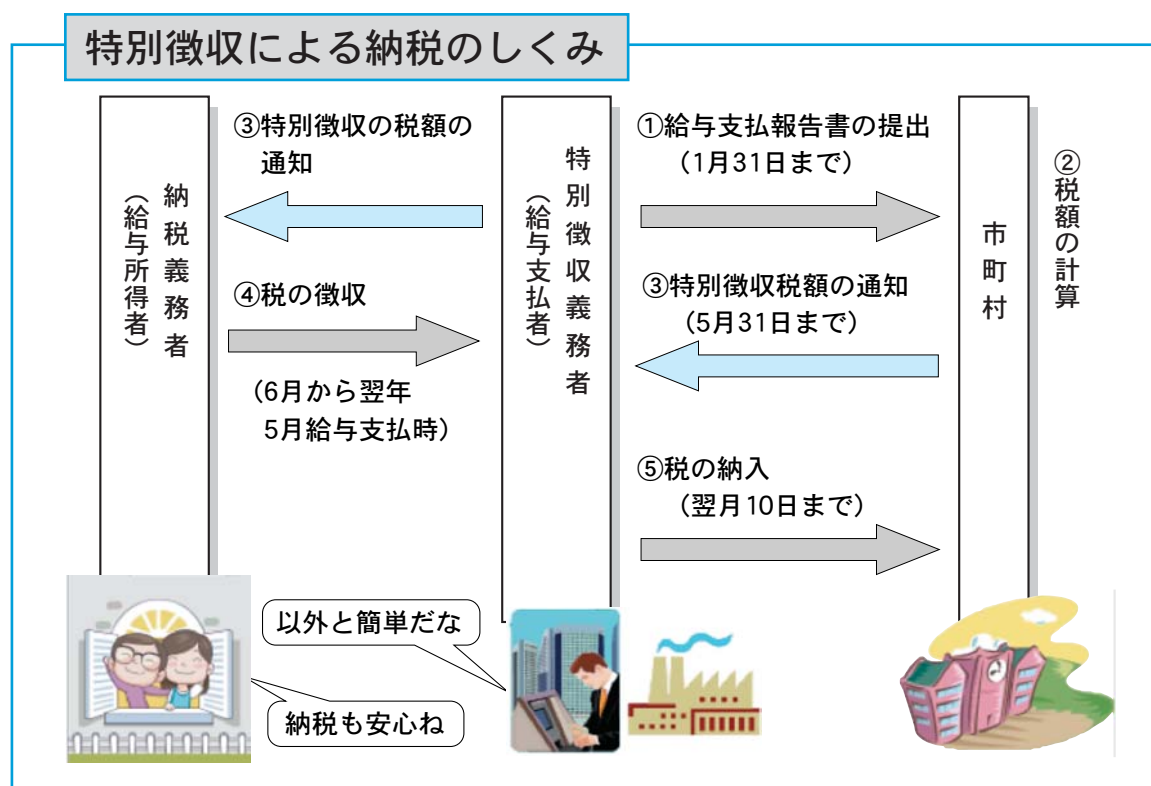 特別徴収による納税のしくみ
納税義務者
（給与所得者）
③特別徴収の税額の
通知
④税の徴収
（6月から翌年
5月給与支払時）
特別徴収義務者
（給与支払者）
①給与支払報告書の提出
（1月31日まで）
③特別徴収税額の通知
（5月31日まで）
⑤税の納入
（翌月10日まで）
市町村
②税額の計算
以外と簡単だな
納税も安心ね